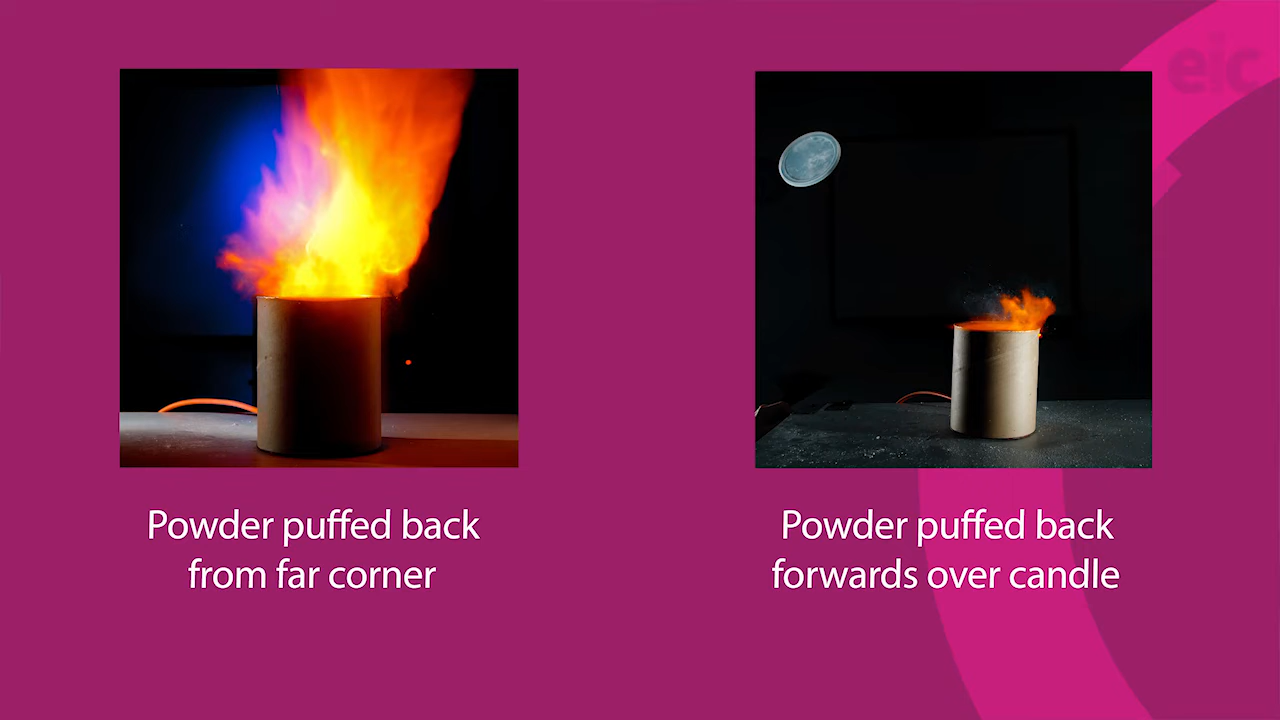 eic
Powder puffed back
from far corner
Powder puffed back
forwards over candle